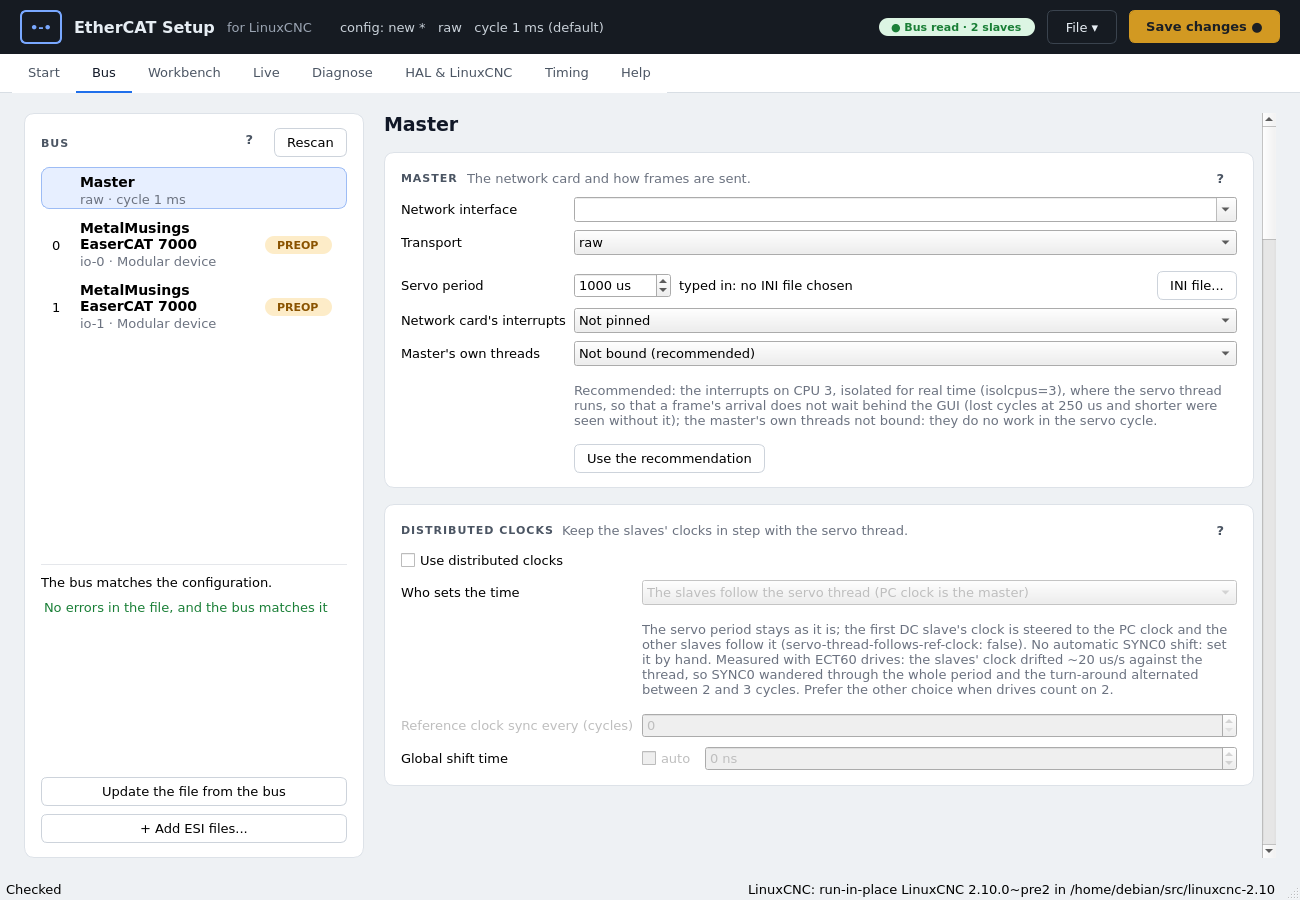 EtherCAT Setup for LinuxCNC config: new * raw cycle 1 ms (default) ● Bus read · 2 slaves File ▾ Save changes ●
Start Bus Workbench Live Diagnose HAL & LinuxCNC Timing Help
BUS ? Rescan
Master
raw · cycle 1 ms
0 MetalMusings EaserCAT 7000 PREOP
io-0 · Modular device
1 MetalMusings EaserCAT 7000 PREOP
io-1 · Modular device
The bus matches the configuration.
No errors in the file, and the bus matches it
Update the file from the bus
+ Add ESI files...
Master
MASTER The network card and how frames are sent. ?
Network interface
Transport raw
Servo period 1000 us typed in: no INI file chosen INI file...
Network card's interrupts Not pinned
Master's own threads Not bound (recommended)
Recommended: the interrupts on CPU 3, isolated for real time (isolcpus=3), where the servo thread
runs, so that a frame's arrival does not wait behind the GUI (lost cycles at 250 us and shorter were
seen without it); the master's own threads not bound: they do no work in the servo cycle.
Use the recommendation
DISTRIBUTED CLOCKS Keep the slaves' clocks in step with the servo thread. ?
Use distributed clocks
Who sets the time The slaves follow the servo thread (PC clock is the master)
The servo period stays as it is; the first DC slave's clock is steered to the PC clock and the
other slaves follow it (servo-thread-follows-ref-clock: false). No automatic SYNC0 shift: set
it by hand. Measured with ECT60 drives: the slaves' clock drifted ~20 us/s against the
thread, so SYNC0 wandered through the whole period and the turn-around alternated
between 2 and 3 cycles. Prefer the other choice when drives count on 2.
Reference clock sync every (cycles) 0
Global shift time auto 0 ns
Checked LinuxCNC: run-in-place LinuxCNC 2.10.0~pre2 in /home/debian/src/linuxcnc-2.10